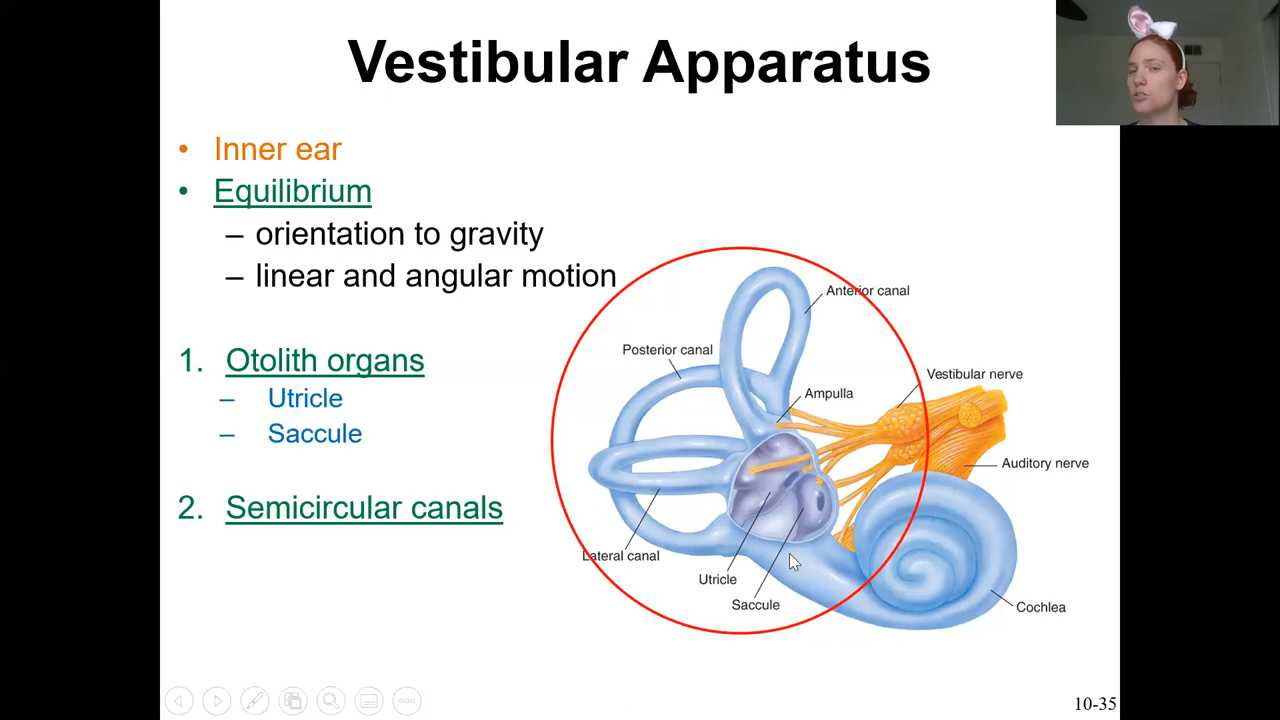 Vestibular Apparatus
• Inner ear
• Equilibrium
– orientation to gravity
– linear and angular motion
1. Otolith organs
– Utricle
– Saccule
2. Semicircular canals
Anterior canal
Posterior canal
Vestibular nerve
Ampulla
Auditory nerve
Lateral canal
Utricle
Saccule
Cochlea
10-35